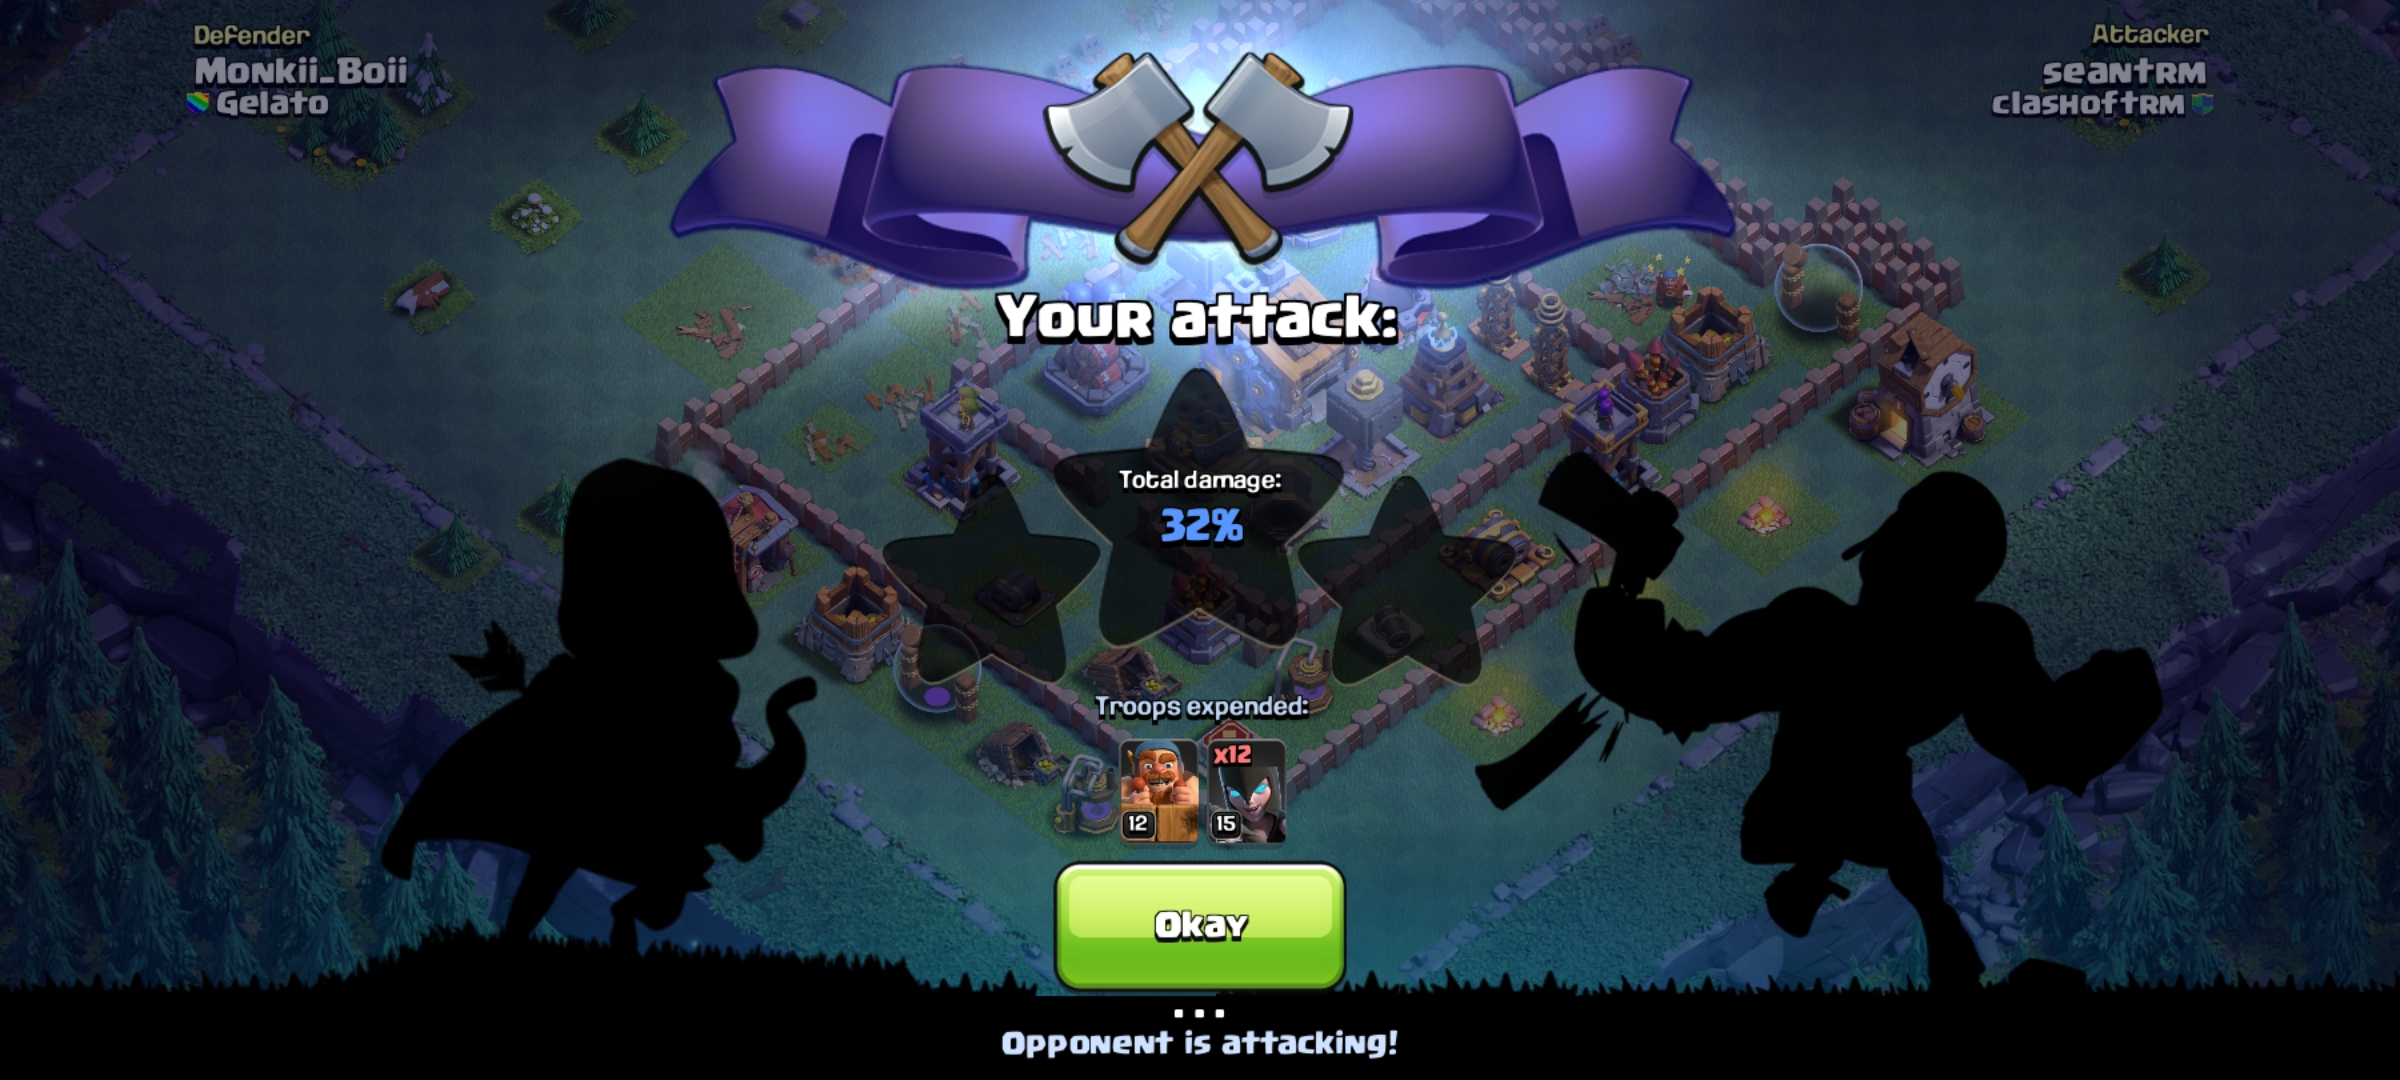 Defender
Monkii_Boii
Gelato
Attacker
seantRM
clashoftRM
Your attack:
Total damage:
32%
Troops expended:
x12
12
15
Okay
...
Opponent is attacking!